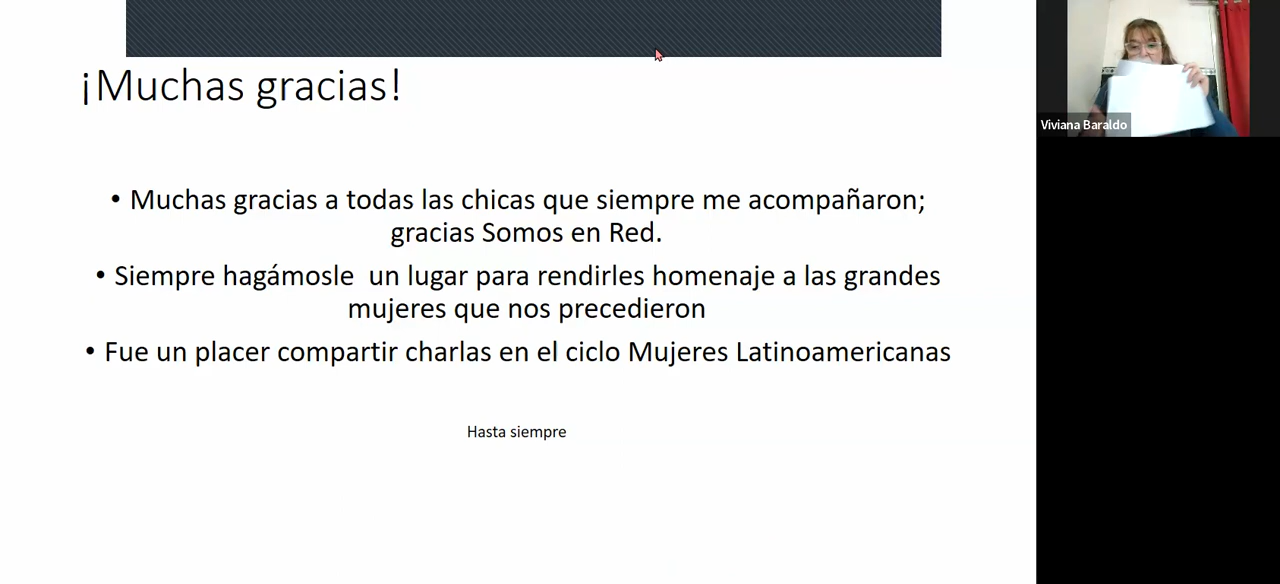 ¡Muchas gracias!
• Muchas gracias a todas las chicas que siempre me acompañaron;
gracias Somos en Red.
• Siempre hagámosle  un lugar para rendirles homenaje a las grandes
mujeres que nos precedieron
• Fue un placer compartir charlas en el ciclo Mujeres Latinoamericanas
Hasta siempre
Viviana Baraldo